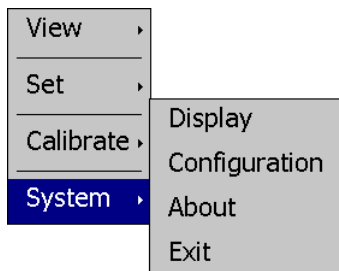 View
Set
Calibrate
System
Display
Configuration
About
Exit